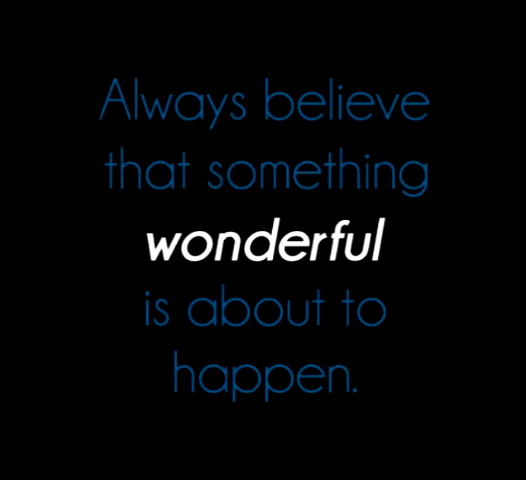 Always believe
that something
wonderful
is about to
happen.